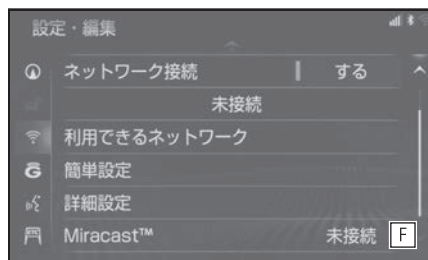 設定・編集
ネットワーク接続 する
未接続
利用できるネットワーク
簡単設定
詳細設定
Miracast™ 未接続 F